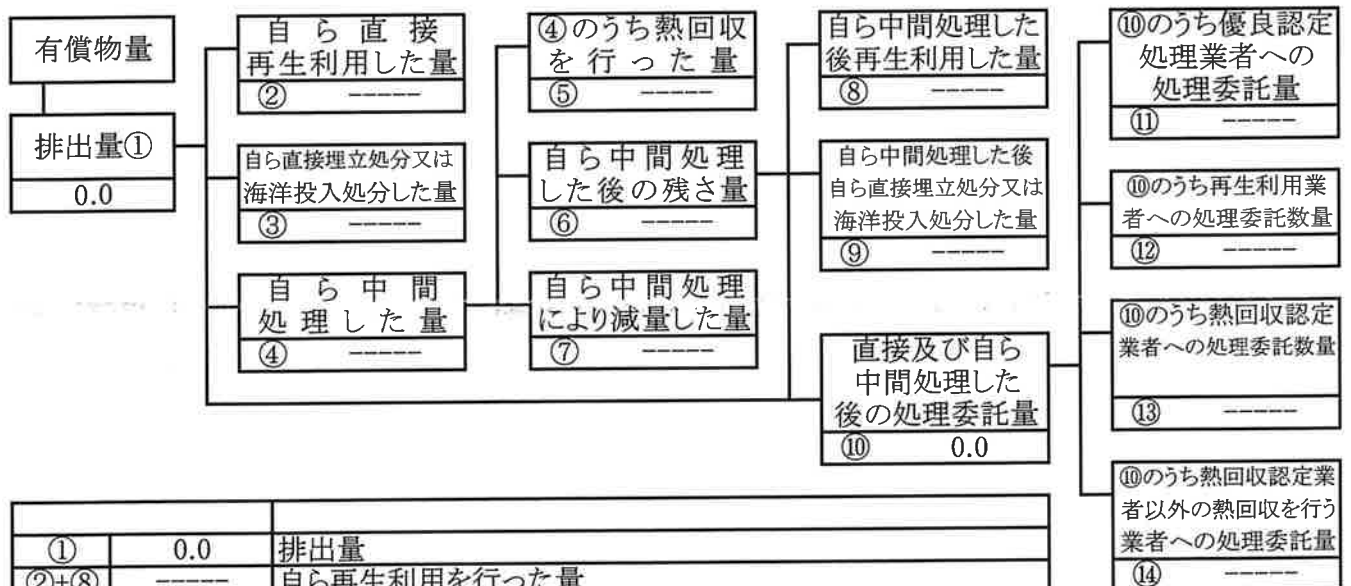 有償物量
排出量①
0.0
自ら直接
再生利用した量
② -----
自ら直接埋立処分又は
海洋投入処分した量
③ -----
自ら中間
処理した量
④ -----
④のうち熱回収
を行った量
⑤ -----
自ら中間処理
した後の残さ量
⑥ -----
自ら中間処理
により減量した量
⑦ -----
自ら中間処理した
後再生利用した量
⑧ -----
自ら中間処理した後
自ら直接埋立処分又は
海洋投入処分した量
⑨ -----
直接及び自ら
中間処理した
後の処理委託量
⑩ 0.0
⑩のうち優良認定
処理業者への
処理委託量
⑪ -----
⑩のうち再生利用業
者への処理委託数量
⑫ -----
⑩のうち熱回収認定
業者への処理委託数量
⑬ -----
⑩のうち熱回収認定業
者以外の熱回収を行う
業者への処理委託量
⑭ -----
① 0.0 排出量
②+⑧ ----- 自ら再生利用を行った量